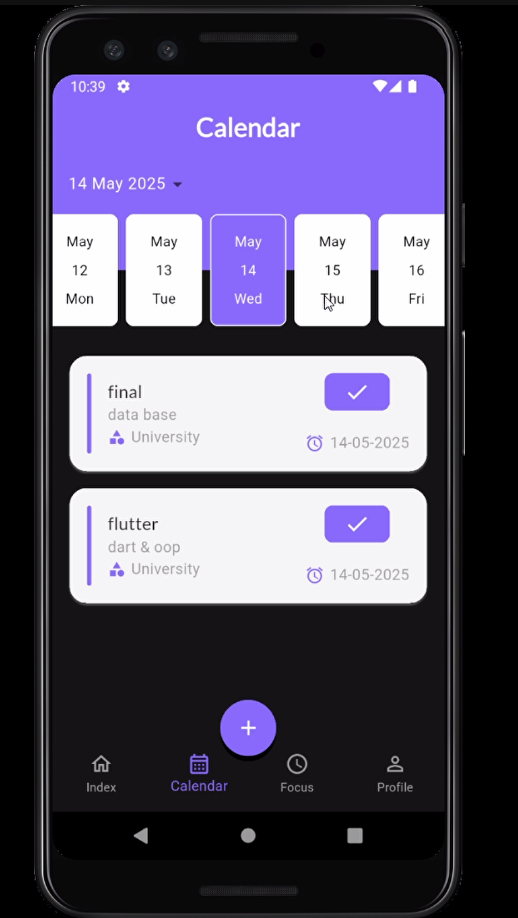 10:39
Calendar
14 May 2025
May May May May May
12 13 14 15 16
Mon Tue Wed Thu Fri
final
data base
University
14-05-2025
flutter
dart & oop
University
14-05-2025
Index Calendar Focus Profile